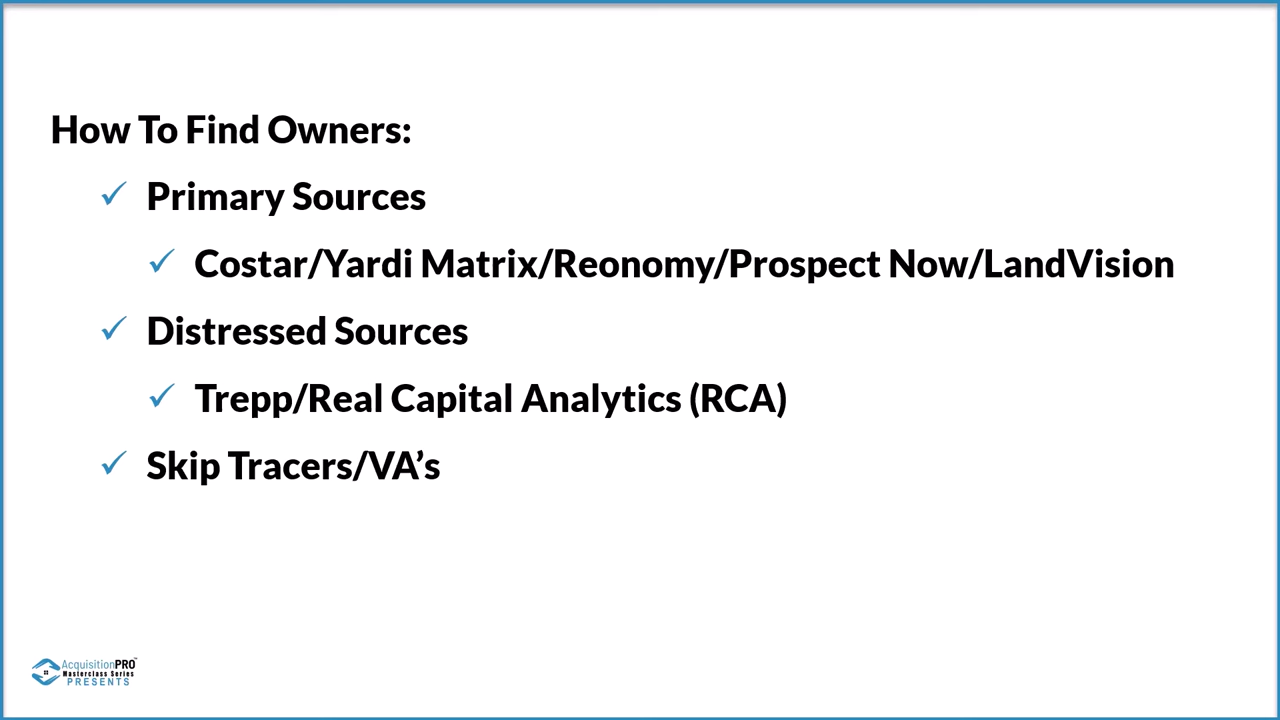 How To Find Owners:
Primary Sources
Costar/Yardi Matrix/Reonomy/Prospect Now/LandVision
Distressed Sources
Trepp/Real Capital Analytics (RCA)
Skip Tracers/VA’s
AcquisitionPRO™
Masterclass Series
PRESENTS